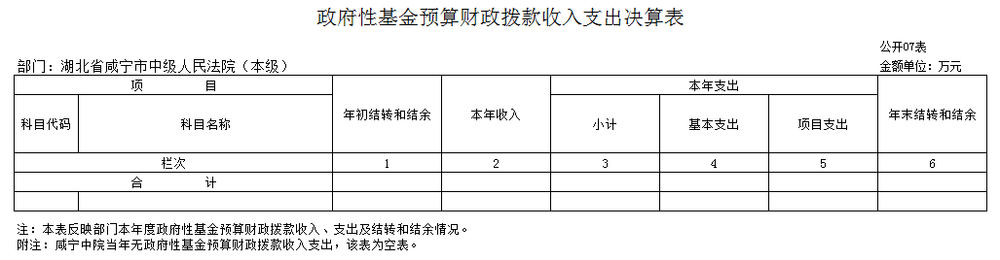 政府性基金预算财政拨款收入支出决算表
公开07表
部门：湖北省咸宁市中级人民法院（本级） 金额单位：万元
项 目 年初结转和结余 本年收入 本年支出 年末结转和结余
科目代码 科目名称 小计 基本支出 项目支出
栏次 1 2 3 4 5 6
合 计
注：本表反映部门本年度政府性基金预算财政拨款收入、支出及结转和结余情况。
附注：咸宁中院当年无政府性基金预算财政拨款收入支出，该表为空表。